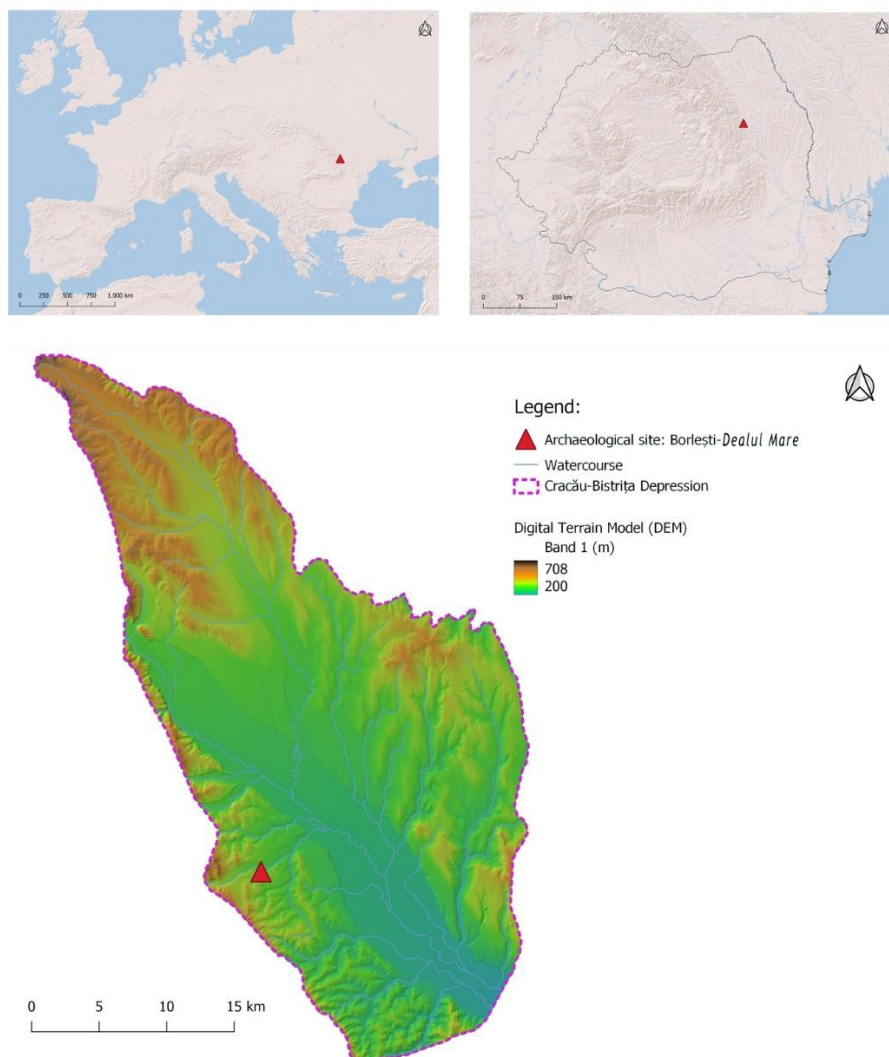 0 250 500 750 1.000 km
0 75 150 km
Legend:
Archaeological site: Borlești-Dealul Mare
Watercourse
Cracău-Bistrița Depression
Digital Terrain Model (DEM)
Band 1 (m)
708
200
0 5 10 15 km